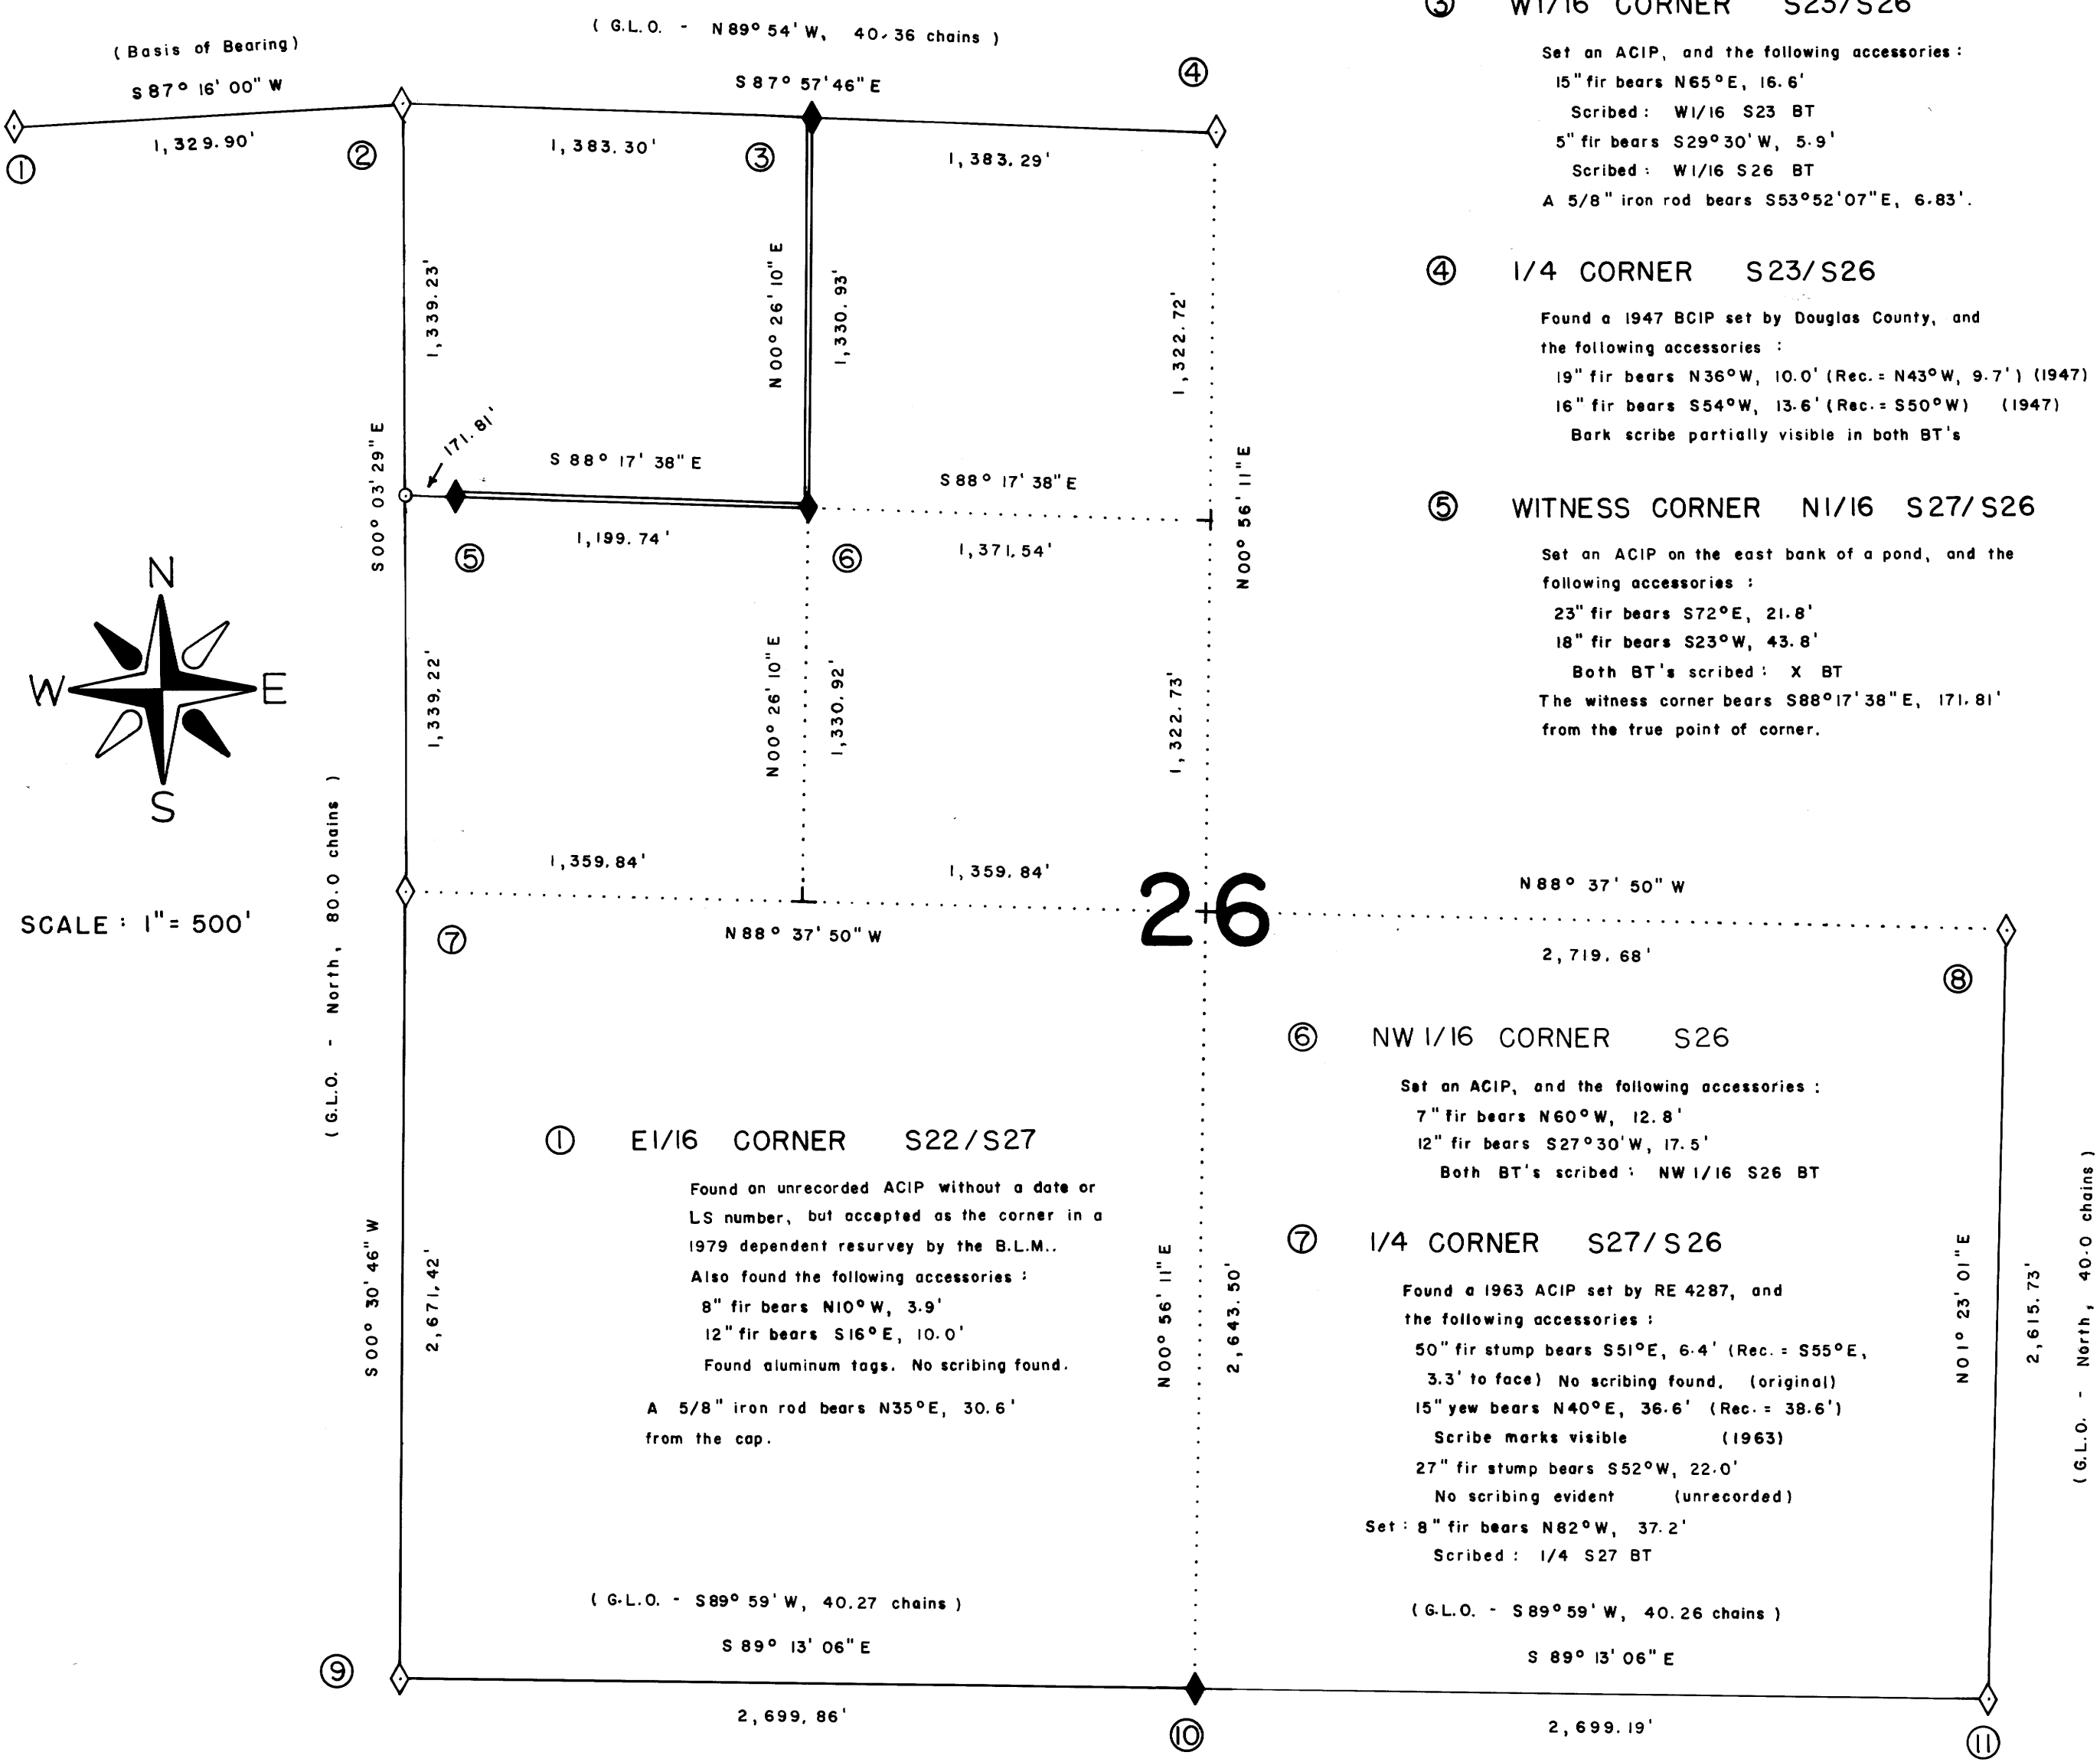 ( G.L.O. - N 89° 54' W, 40.36 chains )
( Basis of Bearing )
S 87° 16' 00" W
S 87° 57' 46" E
④
1,329.90'
1,383.30'
1,383.29'
①
②
③
1,339.23'
N 00° 26' 10" E
1,330.93'
1,322.72'
S 00° 03' 29" E
171.81'
S 88° 17' 38" E
S 88° 17' 38" E
N 00° 56' 11" E
1,199.74'
1,371.54'
⑤
⑥
N
W
E
S
SCALE : 1" = 500'
1,339.22'
N 00° 26' 10" E
1,330.92'
1,322.73'
( G.L.O. - North, 80.0 chains )
1,359.84'
1,359.84'
26
N 88° 37' 50" W
N 88° 37' 50" W
2,719.68'
⑦
⑧
③ W 1/16 CORNER S23/S26
Set an ACIP, and the following accessories :
15" fir bears N65°E, 16.6'
Scribed : W1/16 S23 BT
5" fir bears S29°30'W, 5.9'
Scribed : W1/16 S26 BT
A 5/8" iron rod bears S53°52'07"E, 6.83'.
④ 1/4 CORNER S23/S26
Found a 1947 BCIP set by Douglas County, and
the following accessories :
19" fir bears N36°W, 10.0' (Rec. = N43°W, 9.7') (1947)
16" fir bears S54°W, 13.6' (Rec. = S50°W) (1947)
Bark scribe partially visible in both BT's
⑤ WITNESS CORNER N1/16 S27/S26
Set an ACIP on the east bank of a pond, and the
following accessories :
23" fir bears S72°E, 21.8'
18" fir bears S23°W, 43.8'
Both BT's scribed : X BT
The witness corner bears S88°17'38"E, 171.81'
from the true point of corner.
⑥ NW 1/16 CORNER S26
Set an ACIP, and the following accessories :
7" fir bears N60°W, 12.8'
12" fir bears S27°30'W, 17.5'
Both BT's scribed : NW 1/16 S26 BT
⑦ 1/4 CORNER S27/S26
Found a 1963 ACIP set by RE 4287, and
the following accessories :
50" fir stump bears S51°E, 6.4' (Rec. = S55°E,
3.3' to face) No scribing found. (original)
15" yew bears N40°E, 36.6' (Rec. = 38.6')
Scribe marks visible (1963)
27" fir stump bears S52°W, 22.0'
No scribing evident (unrecorded)
Set : 8" fir bears N82°W, 37.2'
Scribed : 1/4 S27 BT
① E1/16 CORNER S22/S27
Found an unrecorded ACIP without a date or
LS number, but accepted as the corner in a
1979 dependent resurvey by the B.L.M..
Also found the following accessories :
8" fir bears N10°W, 3.9'
12" fir bears S16°E, 10.0'
Found aluminum tags. No scribing found.
A 5/8" iron rod bears N35°E, 30.6'
from the cap.
S 00° 30' 46" W
2,671.42'
N 00° 56' 11" E
2,643.50'
N 01° 23' 01" E
2,615.73'
( G.L.O. - North, 40.0 chains )
( G.L.O. - S 89° 59' W, 40.27 chains )
S 89° 13' 06" E
( G.L.O. - S 89° 59' W, 40.26 chains )
S 89° 13' 06" E
⑨
2,699.86'
⑩
2,699.19'
⑪